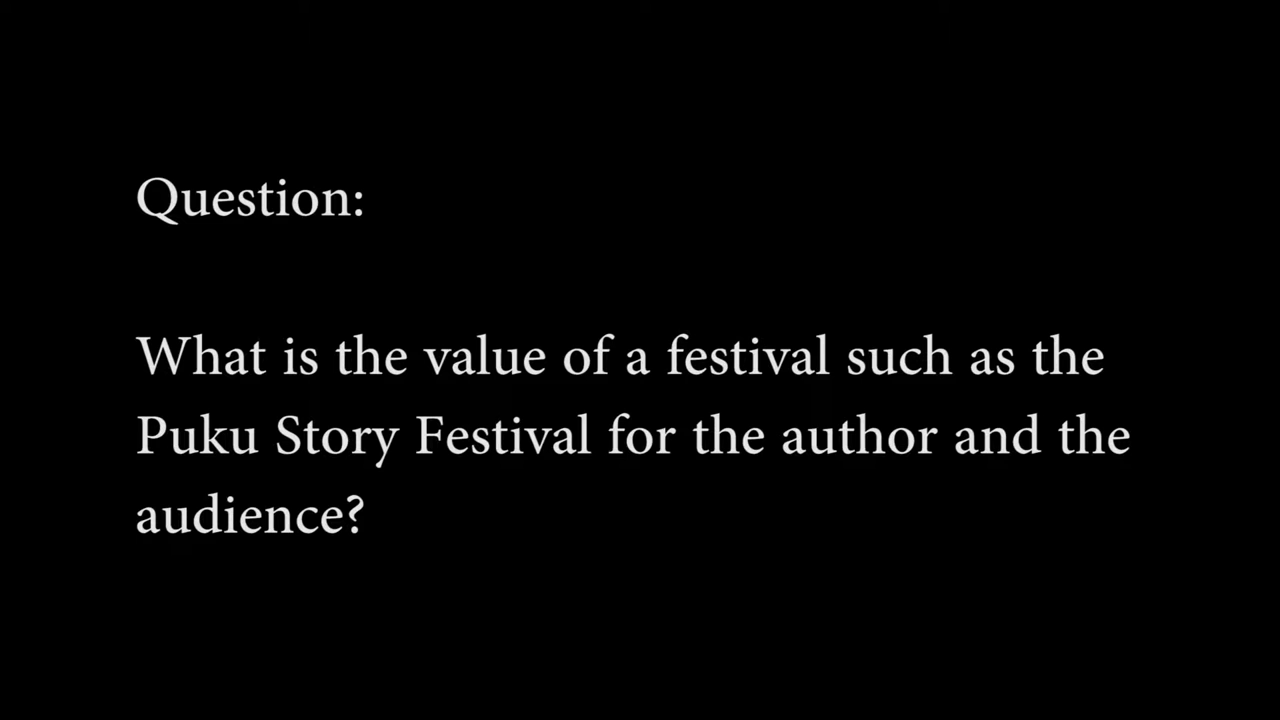 Question:
What is the value of a festival such as the
Puku Story Festival for the author and the
audience?